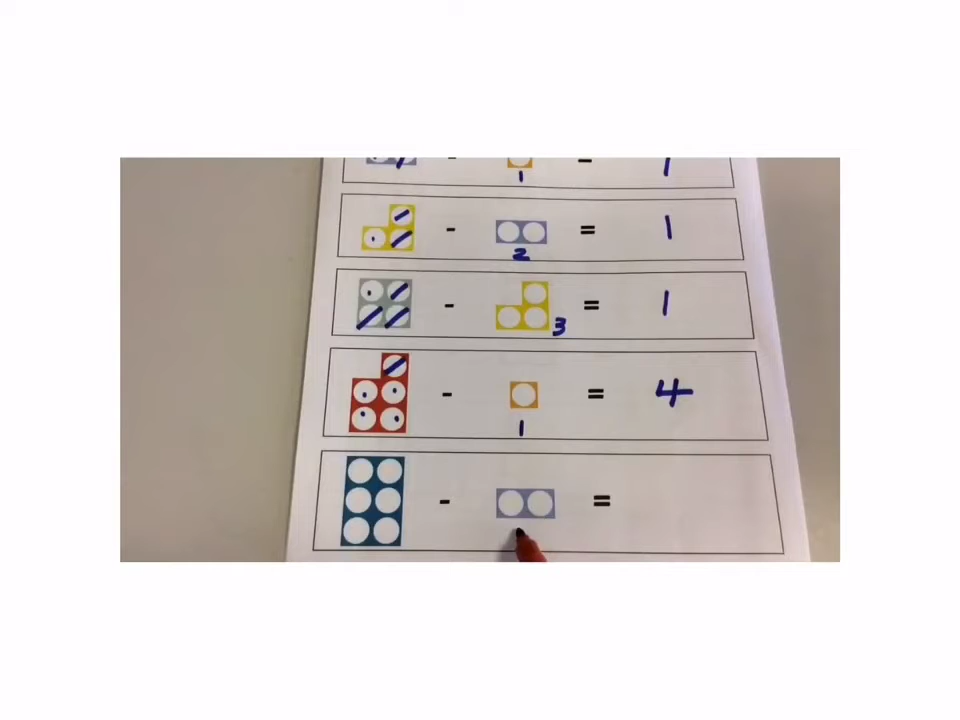 - = 1
1
- = 1
2
- = 1
3
- = 4
1
- =